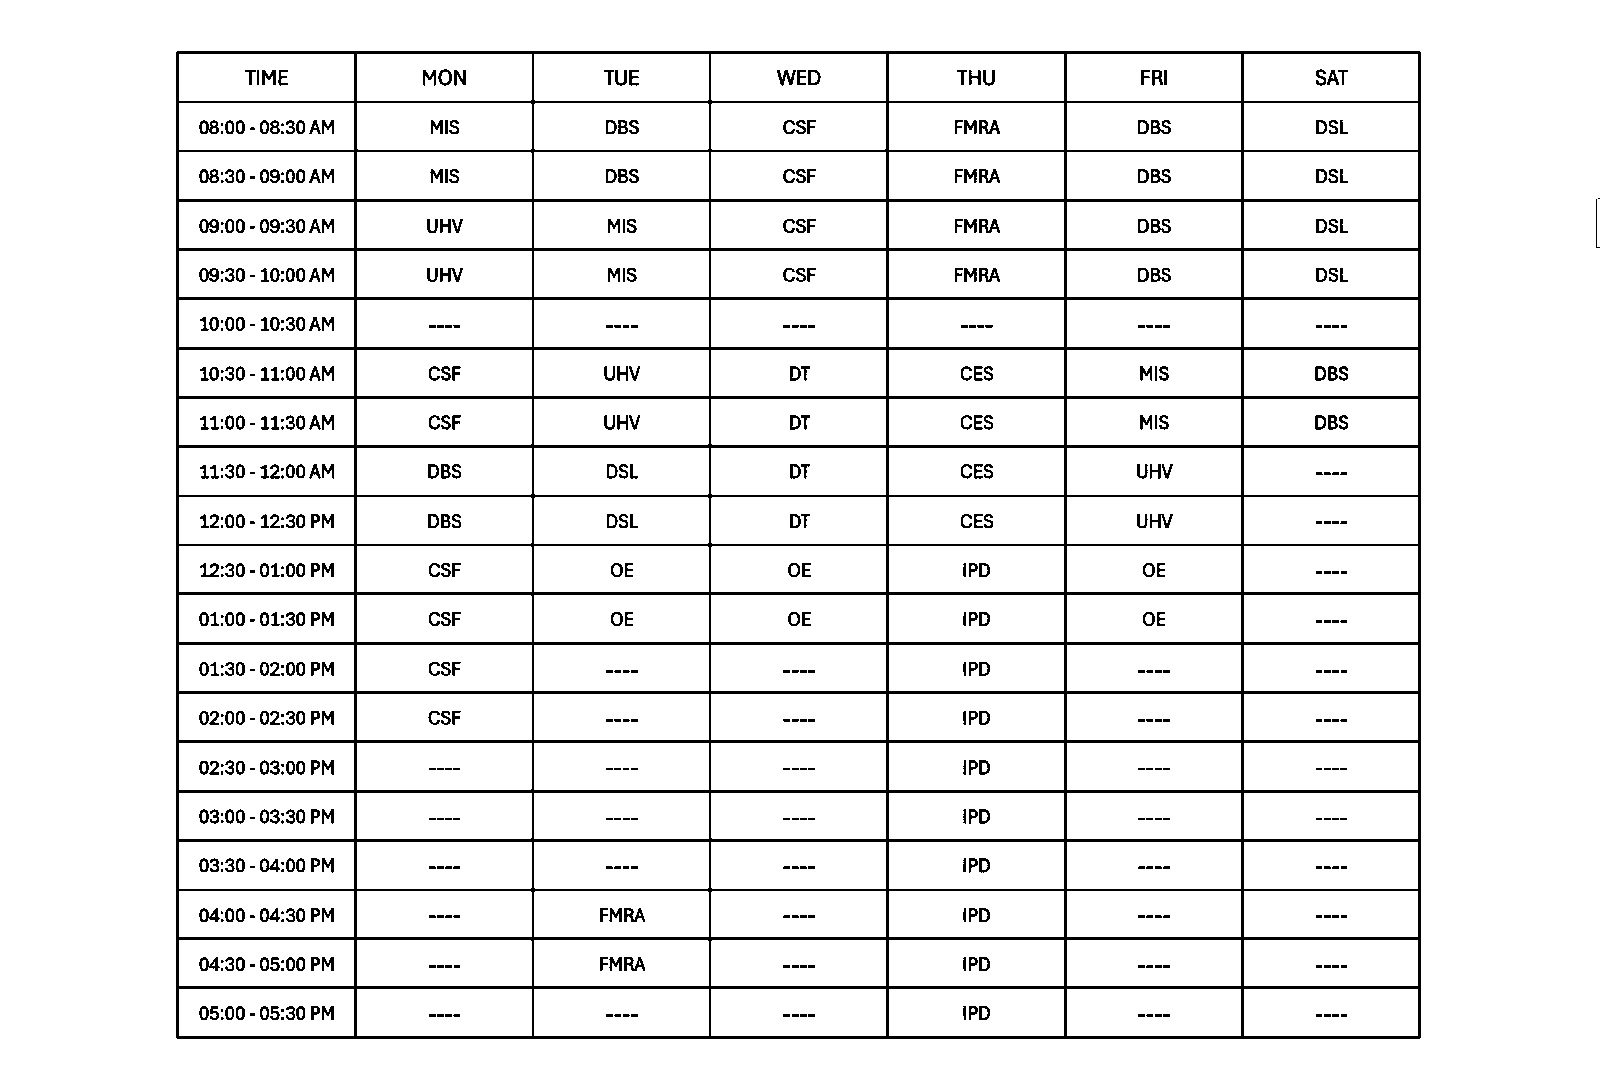 TIME MON TUE WED THU FRI SAT
08:00 - 08:30 AM MIS DBS CSF FMRA DBS DSL
08:30 - 09:00 AM MIS DBS CSF FMRA DBS DSL
09:00 - 09:30 AM UHV MIS CSF FMRA DBS DSL
09:30 - 10:00 AM UHV MIS CSF FMRA DBS DSL
10:00 - 10:30 AM ---- ---- ---- ---- ---- ----
10:30 - 11:00 AM CSF UHV DT CES MIS DBS
11:00 - 11:30 AM CSF UHV DT CES MIS DBS
11:30 - 12:00 AM DBS DSL DT CES UHV ----
12:00 - 12:30 PM DBS DSL DT CES UHV ----
12:30 - 01:00 PM CSF OE OE IPD OE ----
01:00 - 01:30 PM CSF OE OE IPD OE ----
01:30 - 02:00 PM CSF ---- ---- IPD ---- ----
02:00 - 02:30 PM CSF ---- ---- IPD ---- ----
02:30 - 03:00 PM ---- ---- ---- IPD ---- ----
03:00 - 03:30 PM ---- ---- ---- IPD ---- ----
03:30 - 04:00 PM ---- ---- ---- IPD ---- ----
04:00 - 04:30 PM ---- FMRA ---- IPD ---- ----
04:30 - 05:00 PM ---- FMRA ---- IPD ---- ----
05:00 - 05:30 PM ---- ---- ---- IPD ---- ----